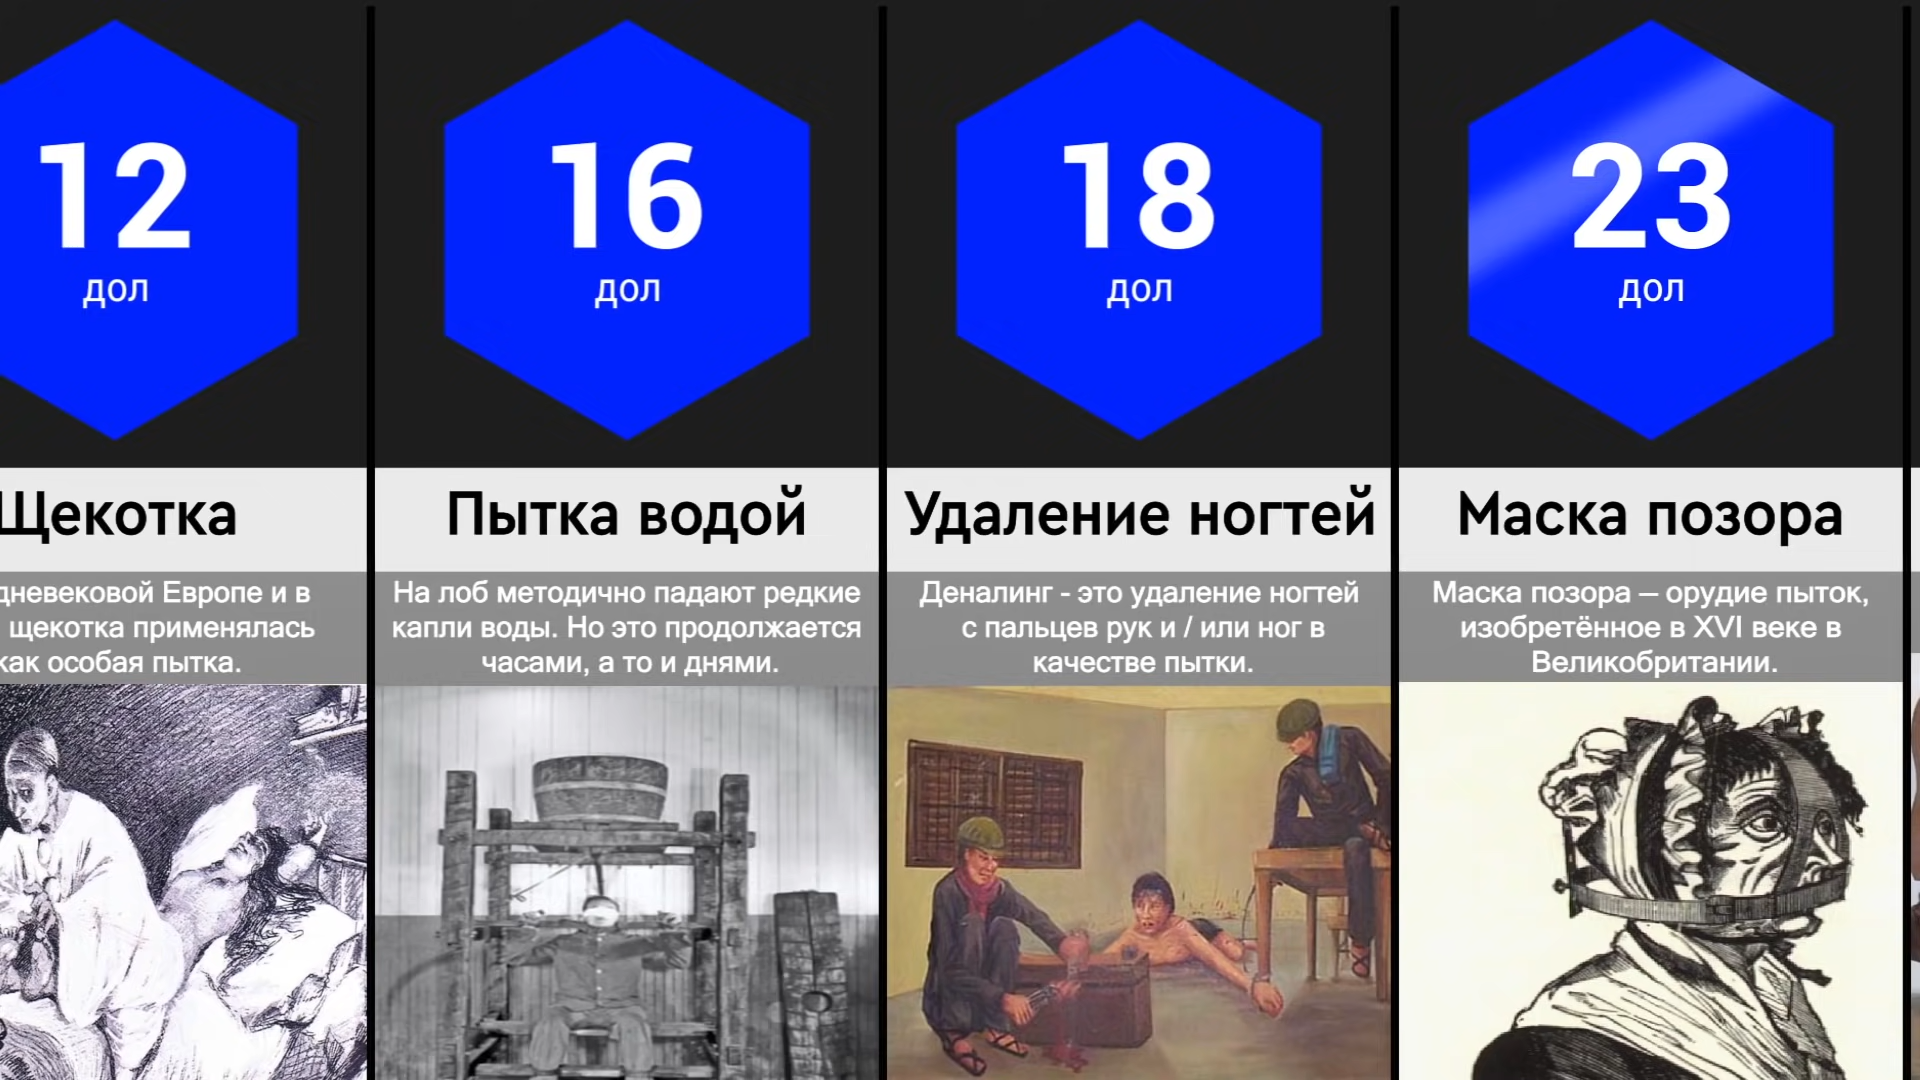 12
дол
Щекотка
Европе и в
щекотка применялась
как особая пытка.
16
дол
Пытка водой
На лоб методично падают редкие
капли воды. Но это продолжается
часами, а то и днями.
18
дол
Удаление ногтей
Деналинг - это удаление ногтей
с пальцев рук и / или ног в
качестве пытки.
23
дол
Маска позора
Маска позора — орудие пыток,
изобретённое в XVI веке в
Великобритании.